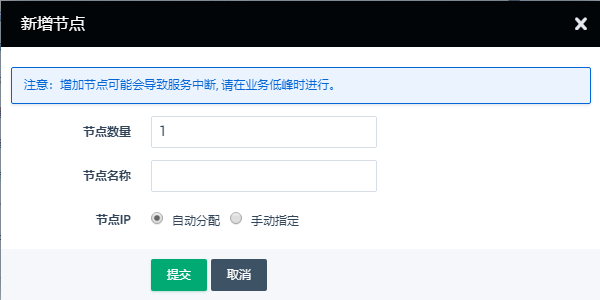 新增节点
注意：增加节点可能会导致服务中断, 请在业务低峰时进行。
节点数量 1
节点名称
节点IP 自动分配 手动指定
提交 取消